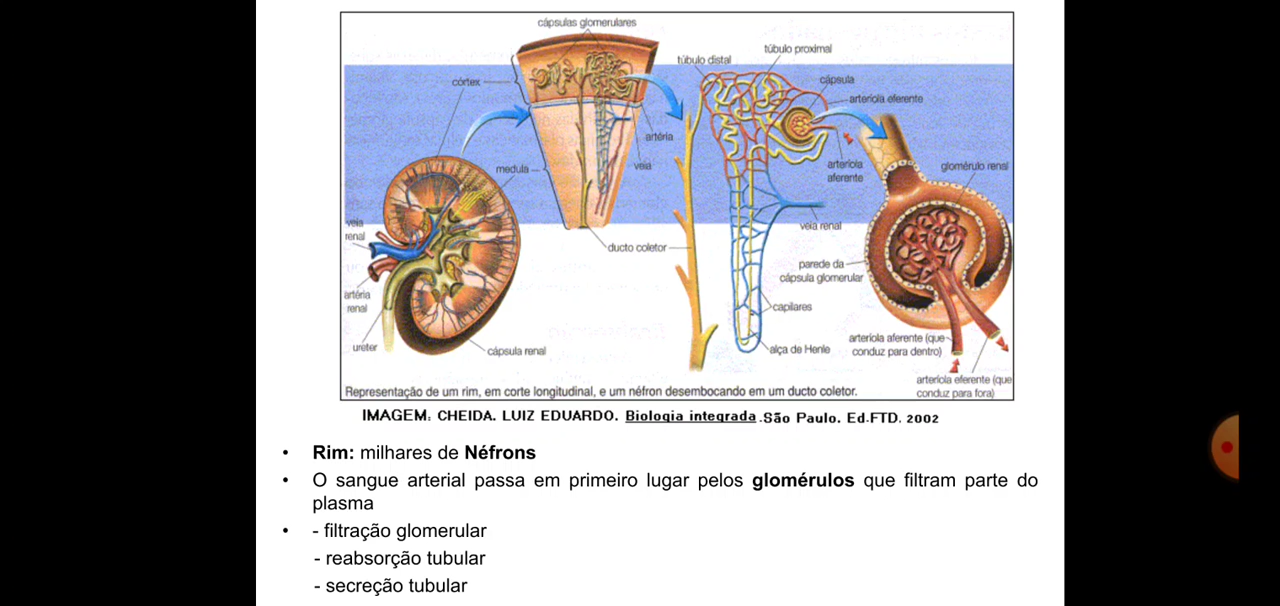 cápsulas glomerulares
túbulo proximal
túbulo distal
córtex
cápsula
arteríola eferente
artéria
medula
veia
arteríola
aferente
glomérulo renal
veia
renal
veia renal
ducto coletor
parede da
cápsula glomerular
artéria
renal
capilares
ureter
cápsula renal
alça de Henle
arteríola aferente (que
conduz para dentro)
arteríola eferente (que
conduz para fora)
Representação de um rim, em corte longitudinal, e um néfron desembocando em um ducto coletor.
IMAGEM: CHEIDA. LUIZ EDUARDO. Biologia integrada .São Paulo. Ed.FTD. 2002
• Rim: milhares de Néfrons
• O sangue arterial passa em primeiro lugar pelos glomérulos que filtram parte do
plasma
• - filtração glomerular
- reabsorção tubular
- secreção tubular